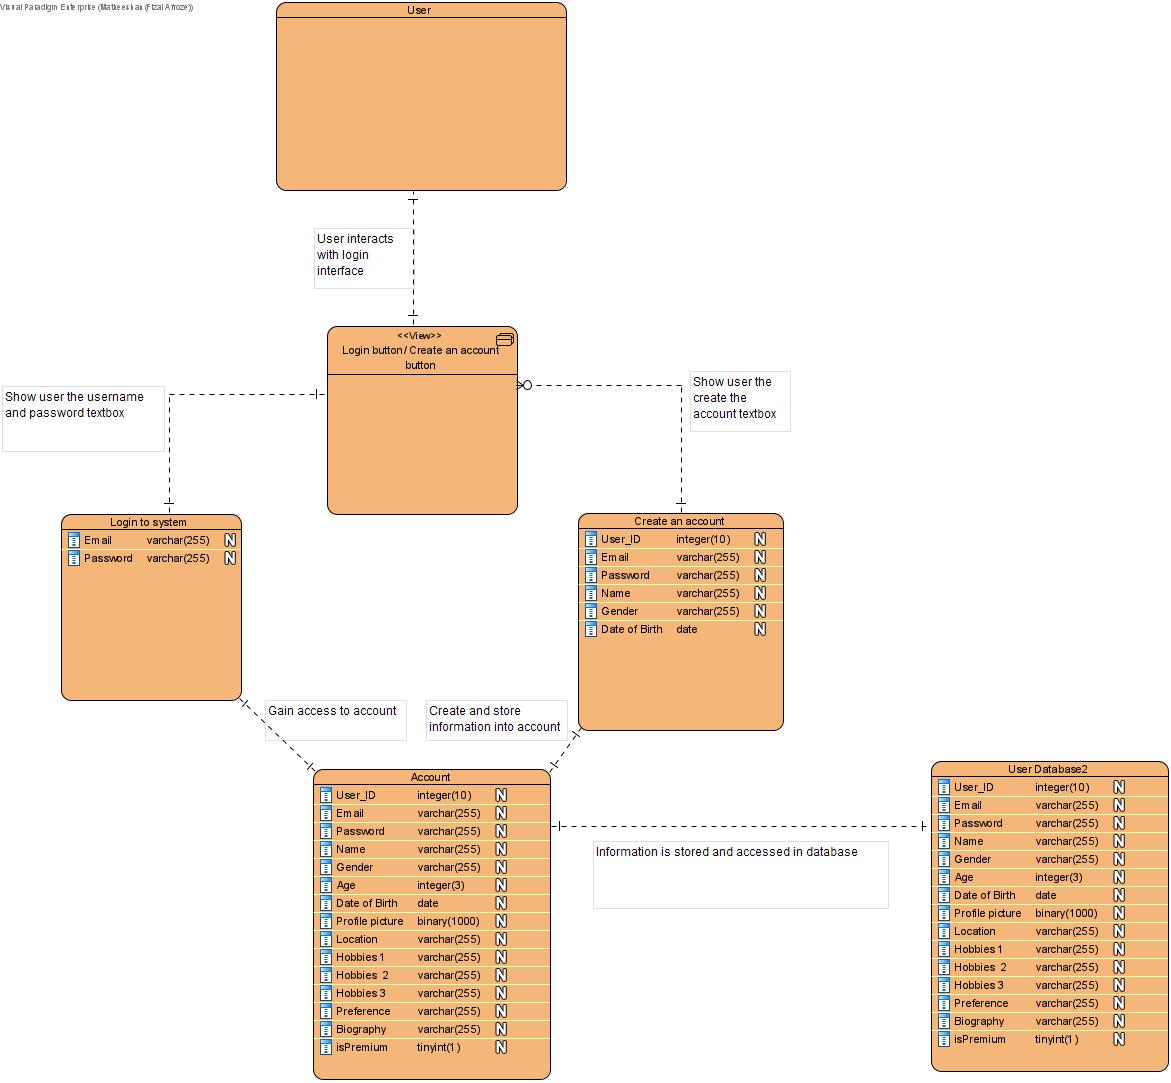 Visual Paradigm Enterprise (Matheeshan (Fizal Afroze))
User
User interacts
with login
interface
<<View>>
Login button/ Create an account
button
Show user the username
and password textbox
Show user the
create the
account textbox
Login to system
Email varchar(255) N
Password varchar(255) N
Create an account
User_ID integer(10) N
Email varchar(255) N
Password varchar(255) N
Name varchar(255) N
Gender varchar(255) N
Date of Birth date N
Gain access to account
Create and store
information into account
Account
User_ID integer(10) N
Email varchar(255) N
Password varchar(255) N
Name varchar(255) N
Gender varchar(255) N
Age integer(3) N
Date of Birth date N
Profile picture binary(1000) N
Location varchar(255) N
Hobbies 1 varchar(255) N
Hobbies 2 varchar(255) N
Hobbies 3 varchar(255) N
Preference varchar(255) N
Biography varchar(255) N
isPremium tinyint(1) N
Information is stored and accessed in database
User Database2
User_ID integer(10) N
Email varchar(255) N
Password varchar(255) N
Name varchar(255) N
Gender varchar(255) N
Age integer(3) N
Date of Birth date N
Profile picture binary(1000) N
Location varchar(255) N
Hobbies 1 varchar(255) N
Hobbies 2 varchar(255) N
Hobbies 3 varchar(255) N
Preference varchar(255) N
Biography varchar(255) N
isPremium tinyint(1) N